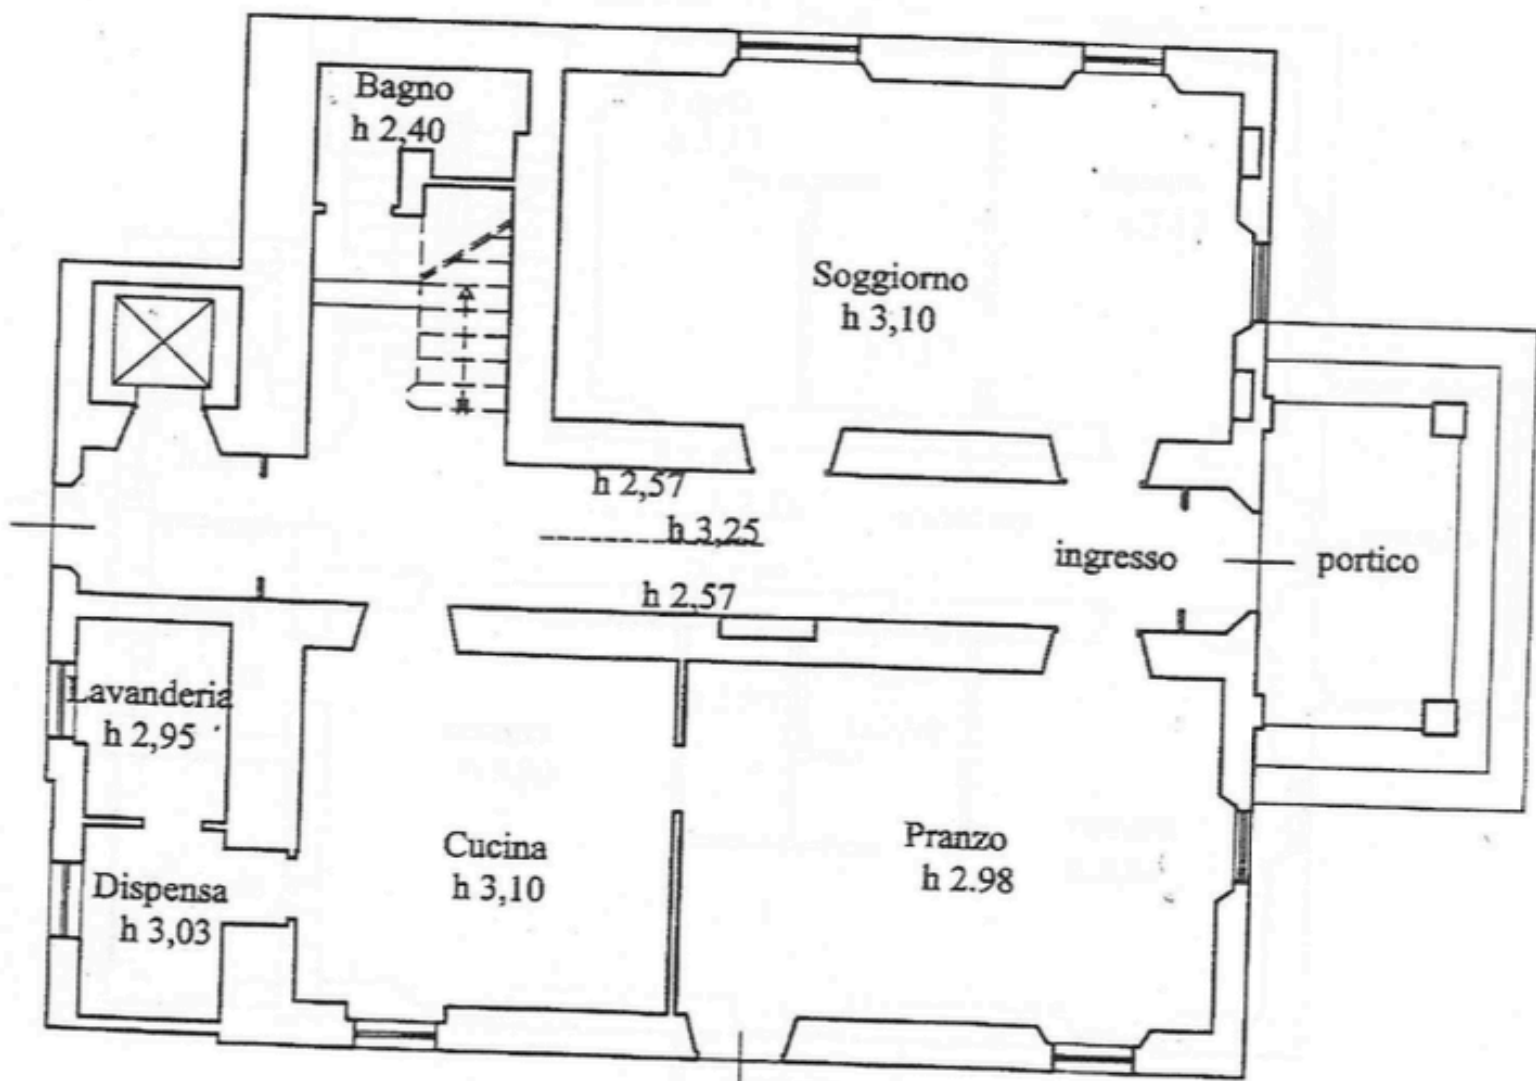 Bagno
h 2,40
Soggiorno
h 3,10
h 2,57
h 3,25
h 2,57
ingresso
portico
Lavanderia
h 2,95
Cucina
h 3,10
Pranzo
h 2.98
Dispensa
h 3,03